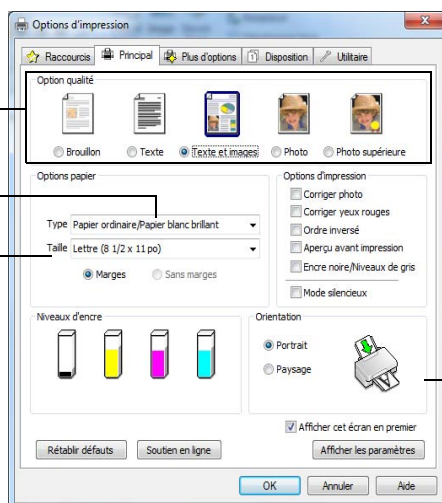 Options d'impression
Raccourcis Principal Plus d'options 1 Disposition Utilitaire
Option qualité
Brouillon Texte Texte et images Photo Photo supérieure
Options papier
Type Papier ordinaire/Papier blanc brillant
Taille Lettre (8 1/2 x 11 po)
Marges Sans marges
Options d'impression
Corriger photo
Corriger yeux rouges
Ordre inversé
Aperçu avant impression
Encre noire/Niveaux de gris
Mode silencieux
Niveaux d'encre
Orientation
Portrait
Paysage
Afficher cet écran en premier
Rétablir défauts Soutien en ligne Afficher les paramètres
OK Annuler Aide